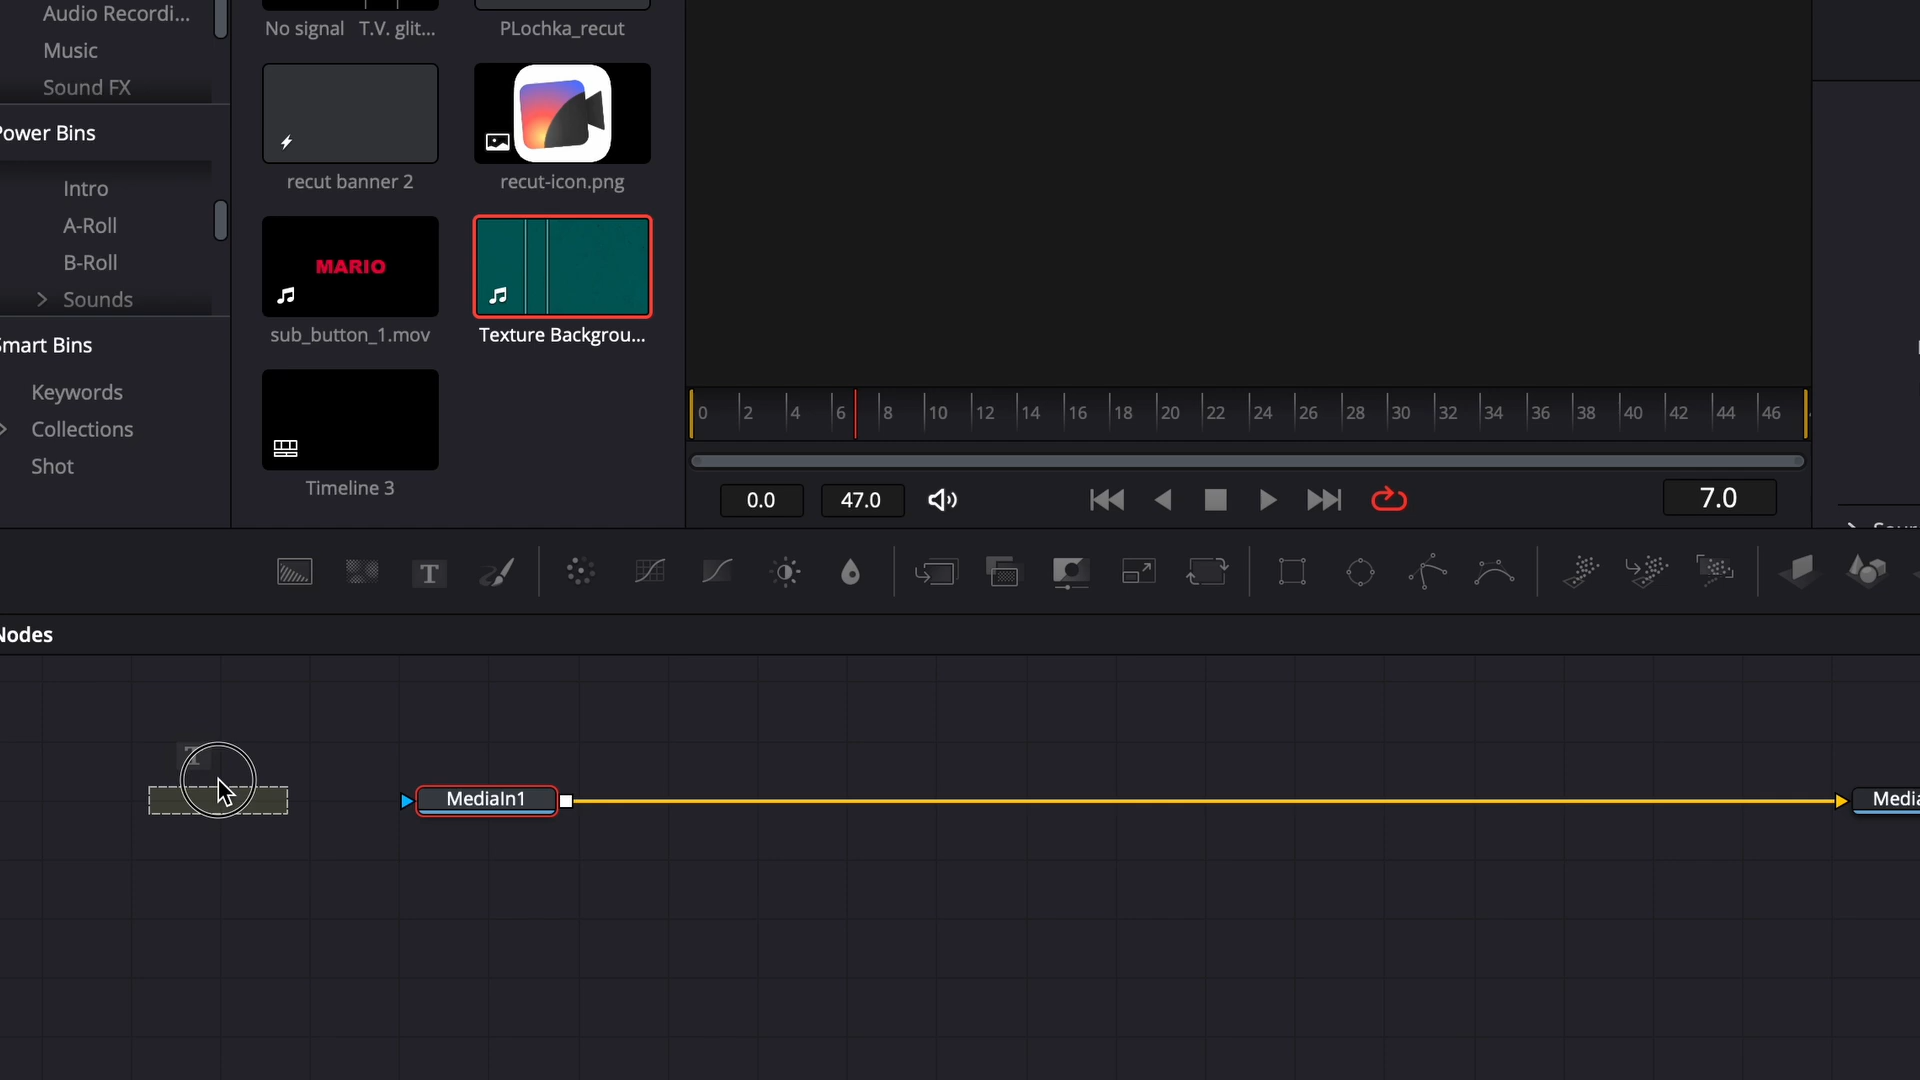 Audio Recordi...
Music
Sound FX
Power Bins
Intro
A-Roll
B-Roll
Sounds
Smart Bins
Keywords
Collections
Shot
No signal T.V. glit...
PLochka_recut
recut banner 2
recut-icon.png
MARIO
sub_button_1.mov
Texture Backgrou...
Timeline 3
0 2 4 6 8 10 12 14 16 18 20 22 24 26 28 30 32 34 36 38 40 42 44 46
0.0 47.0 7.0
T
Nodes
T
MediaIn1
Media